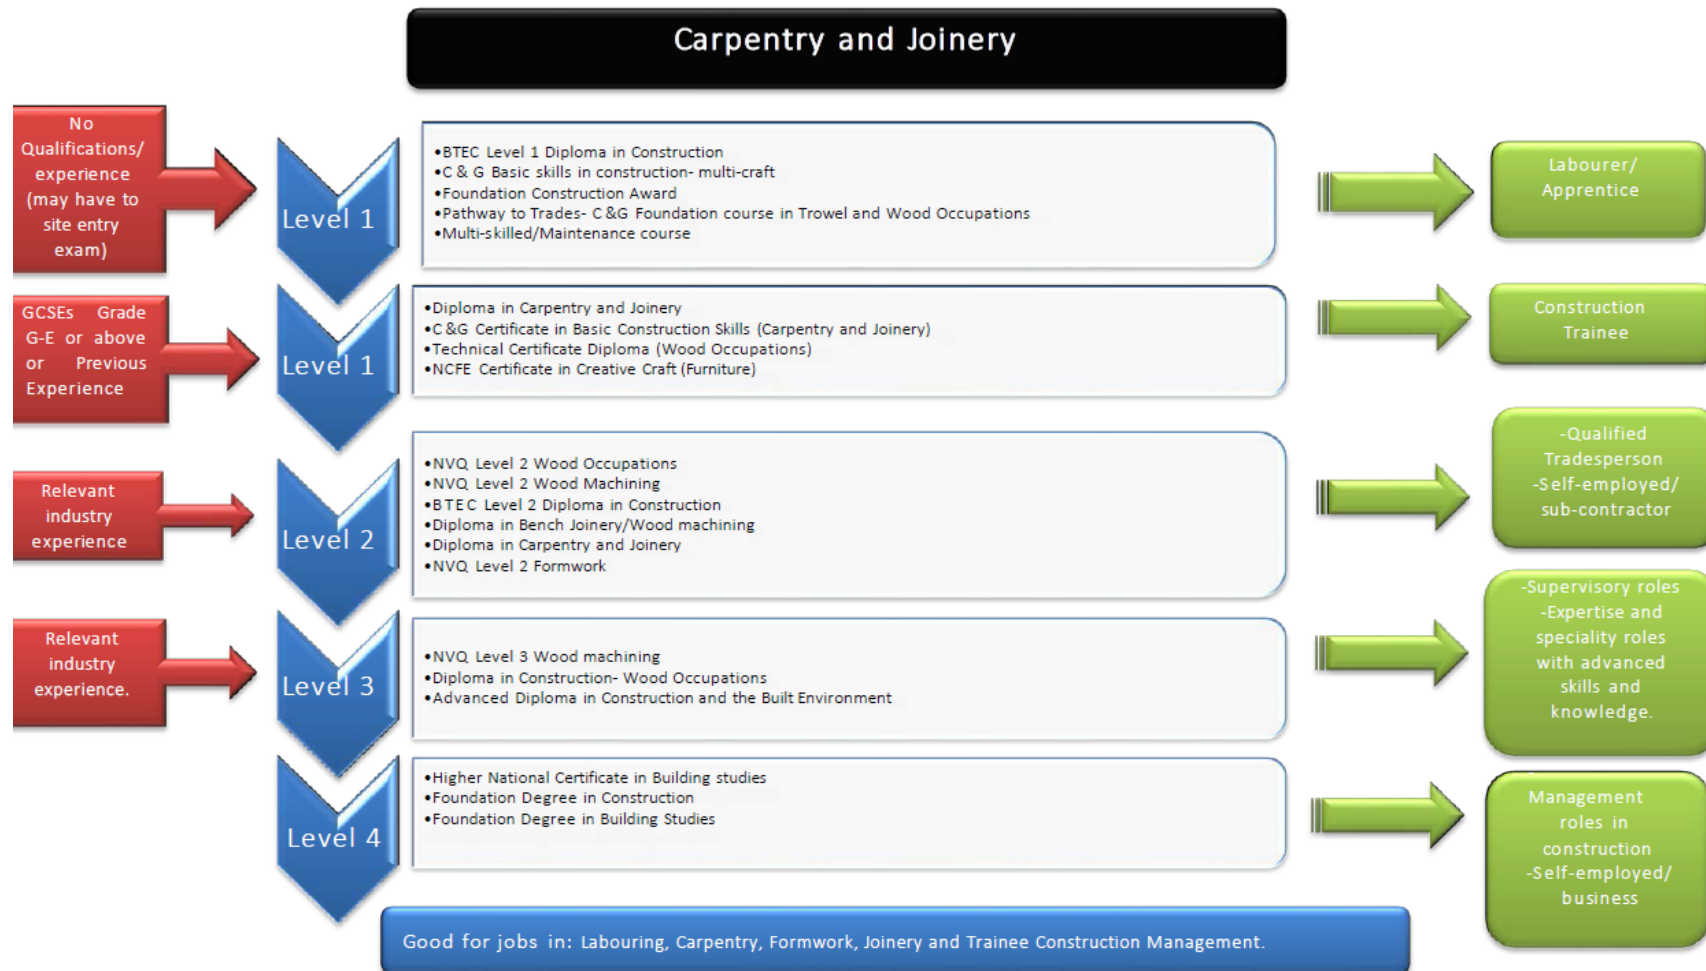 Carpentry and Joinery
No
Qualifications/
experience
(may have to
site entry
exam)
Level 1
•BTEC Level 1 Diploma in Construction
•C & G Basic skills in construction- multi-craft
•Foundation Construction Award
•Pathway to Trades- C&G Foundation course in Trowel and Wood Occupations
•Multi-skilled/Maintenance course
Labourer/
Apprentice
GCSEs Grade
G-E or above
or Previous
Experience
Level 1
•Diploma in Carpentry and Joinery
•C&G Certificate in Basic Construction Skills (Carpentry and Joinery)
•Technical Certificate Diploma (Wood Occupations)
•NCFE Certificate in Creative Craft (Furniture)
Construction
Trainee
Relevant
industry
experience
Level 2
•NVQ Level 2 Wood Occupations
•NVQ Level 2 Wood Machining
•BTEC Level 2 Diploma in Construction
•Diploma in Bench Joinery/Wood machining
•Diploma in Carpentry and Joinery
•NVQ Level 2 Formwork
-Qualified
Tradesperson
-Self-employed/
sub-contractor
Relevant
industry
experience.
Level 3
•NVQ Level 3 Wood machining
•Diploma in Construction- Wood Occupations
•Advanced Diploma in Construction and the Built Environment
-Supervisory roles
-Expertise and
speciality roles
with advanced
skills and
knowledge.
Level 4
•Higher National Certificate in Building studies
•Foundation Degree in Construction
•Foundation Degree in Building Studies
Management
roles in
construction
-Self-employed/
business
Good for jobs in: Labouring, Carpentry, Formwork, Joinery and Trainee Construction Management.